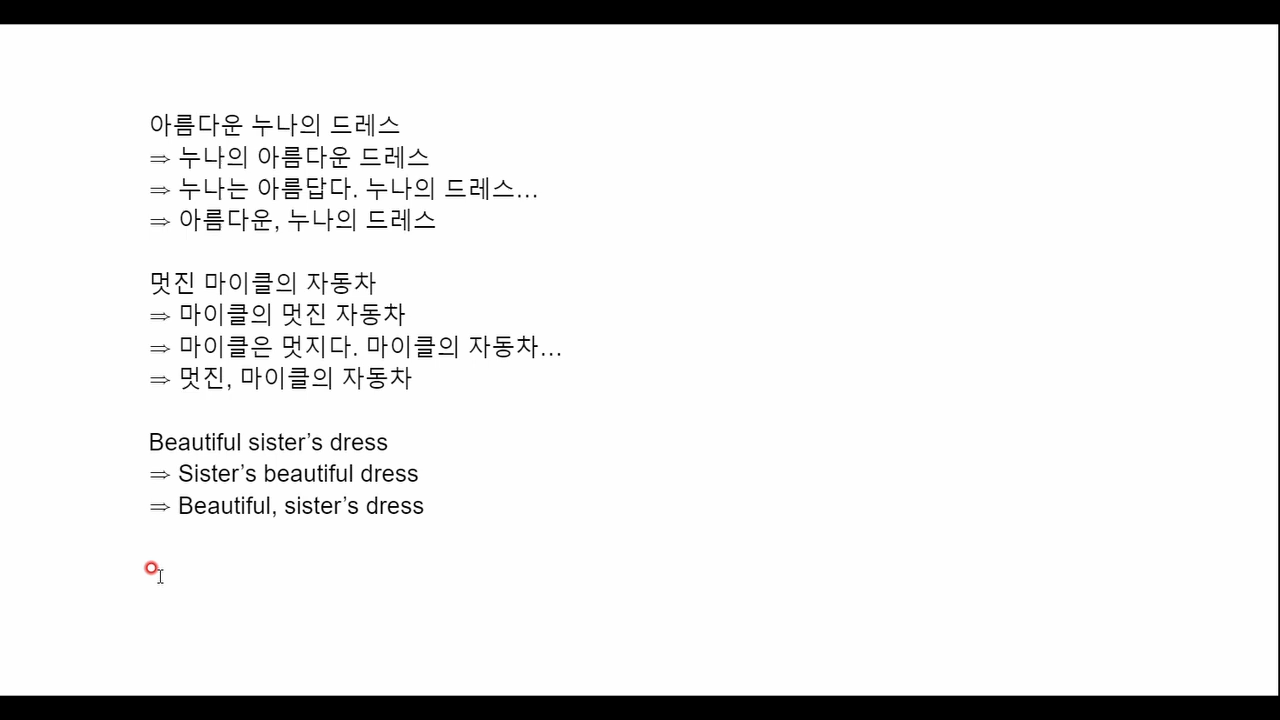 아름다운 누나의 드레스
⇒ 누나의 아름다운 드레스
⇒ 누나는 아름답다. 누나의 드레스…
⇒ 아름다운, 누나의 드레스
멋진 마이클의 자동차
⇒ 마이클의 멋진 자동차
⇒ 마이클은 멋지다. 마이클의 자동차…
⇒ 멋진, 마이클의 자동차
Beautiful sister’s dress
⇒ Sister’s beautiful dress
⇒ Beautiful, sister’s dress